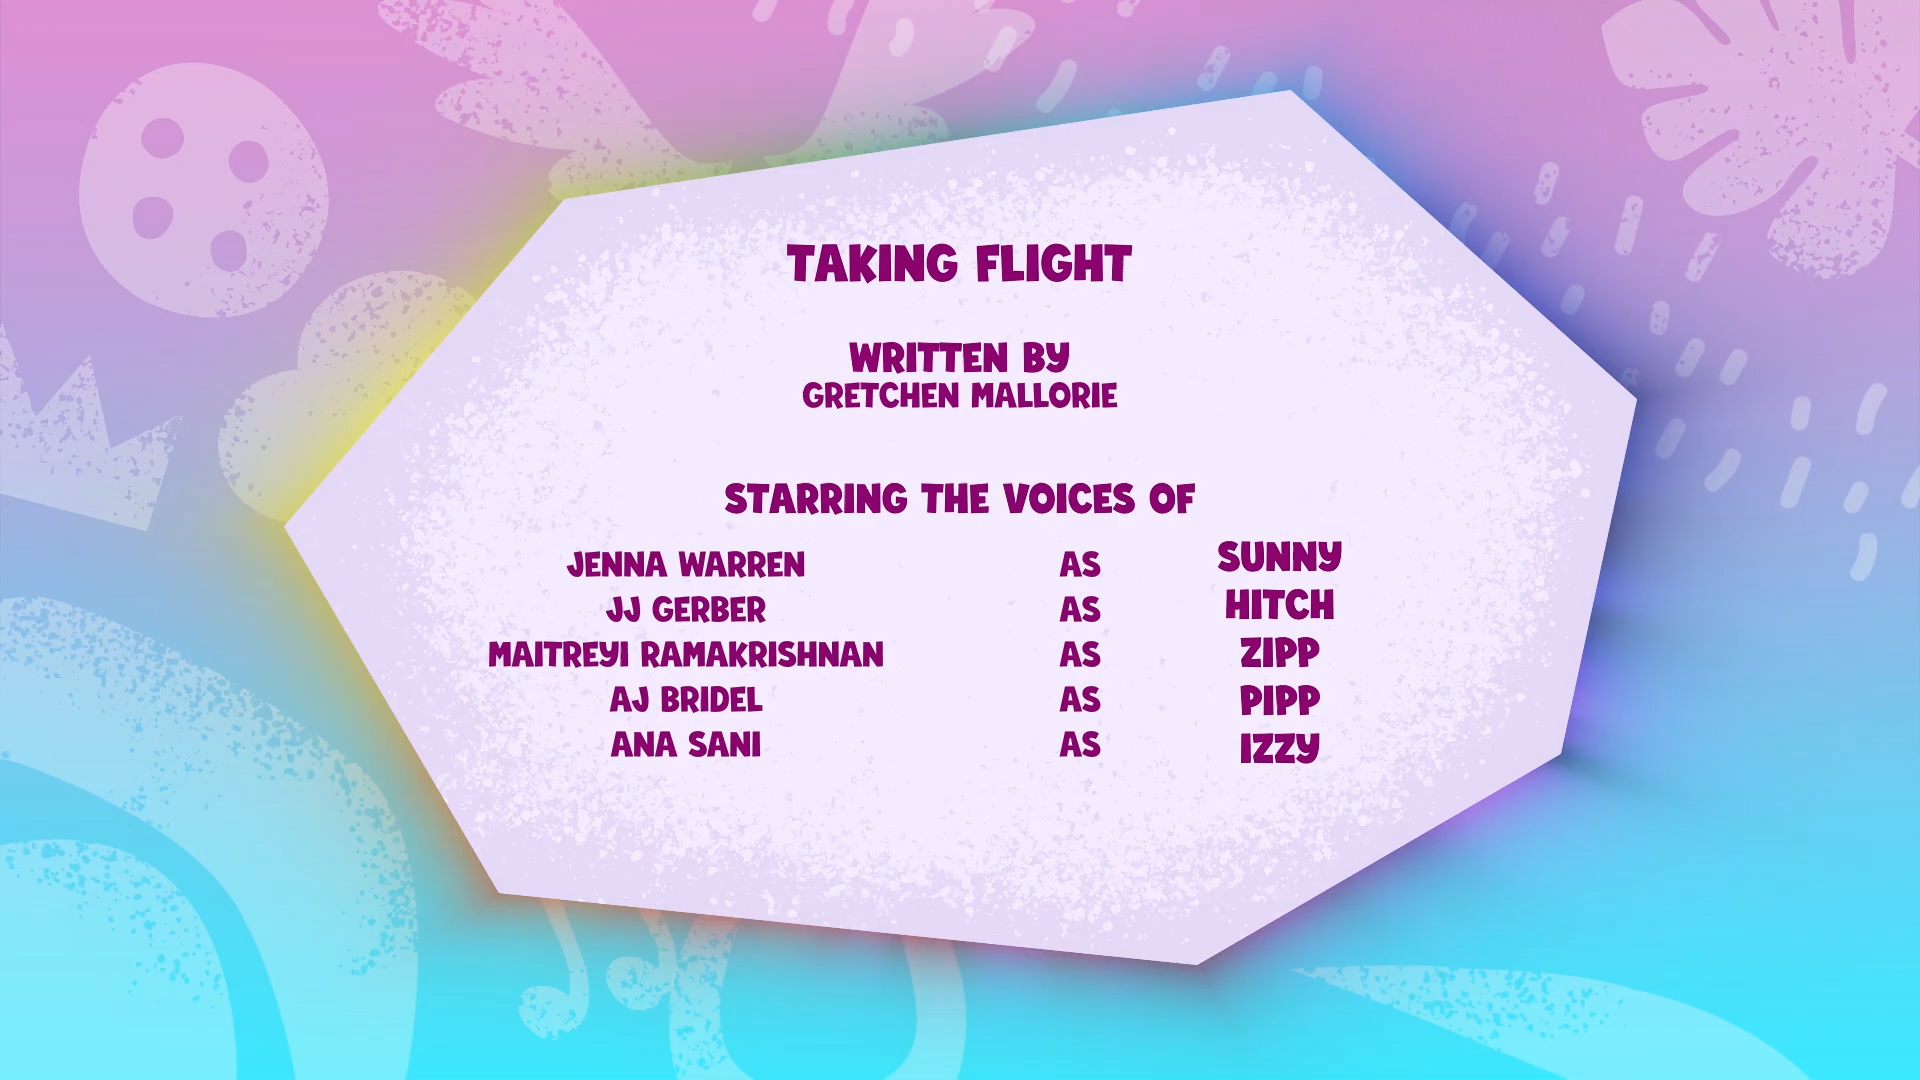 TAKING FLIGHT
WRITTEN BY
GRETCHEN MALLORIE
STARRING THE VOICES OF
JENNA WARREN AS SUNNY
JJ GERBER AS HITCH
MAITREYI RAMAKRISHNAN AS ZIPP
AJ BRIDEL AS PIPP
ANA SANI AS IZZY